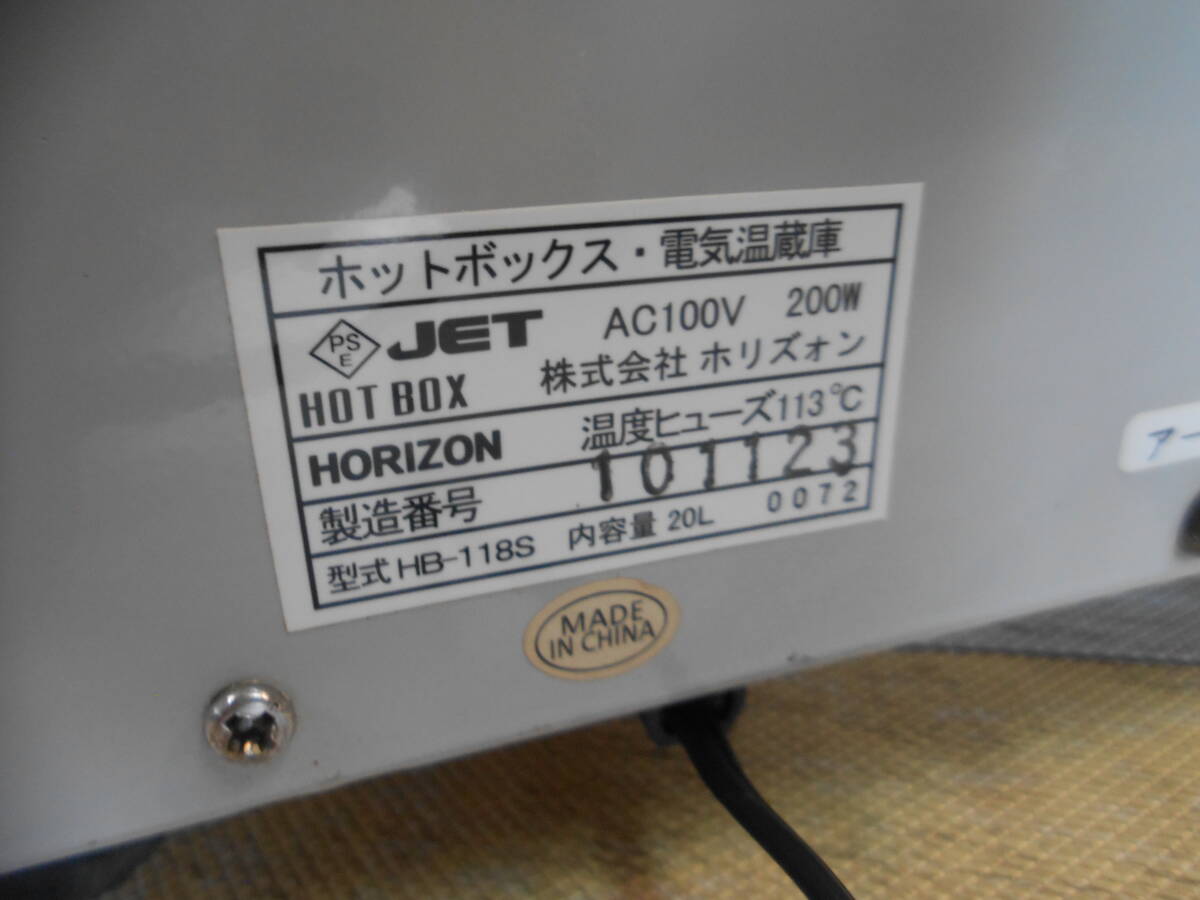 ホットボックス・電気温蔵庫
PS
E
JET AC100V 200W
HOT BOX 株式会社 ホリズォン
HORIZON 温度ヒューズ113℃
製造番号 101123
型式 HB-118S 内容量 20L 0072
MADE
IN CHINA
アー